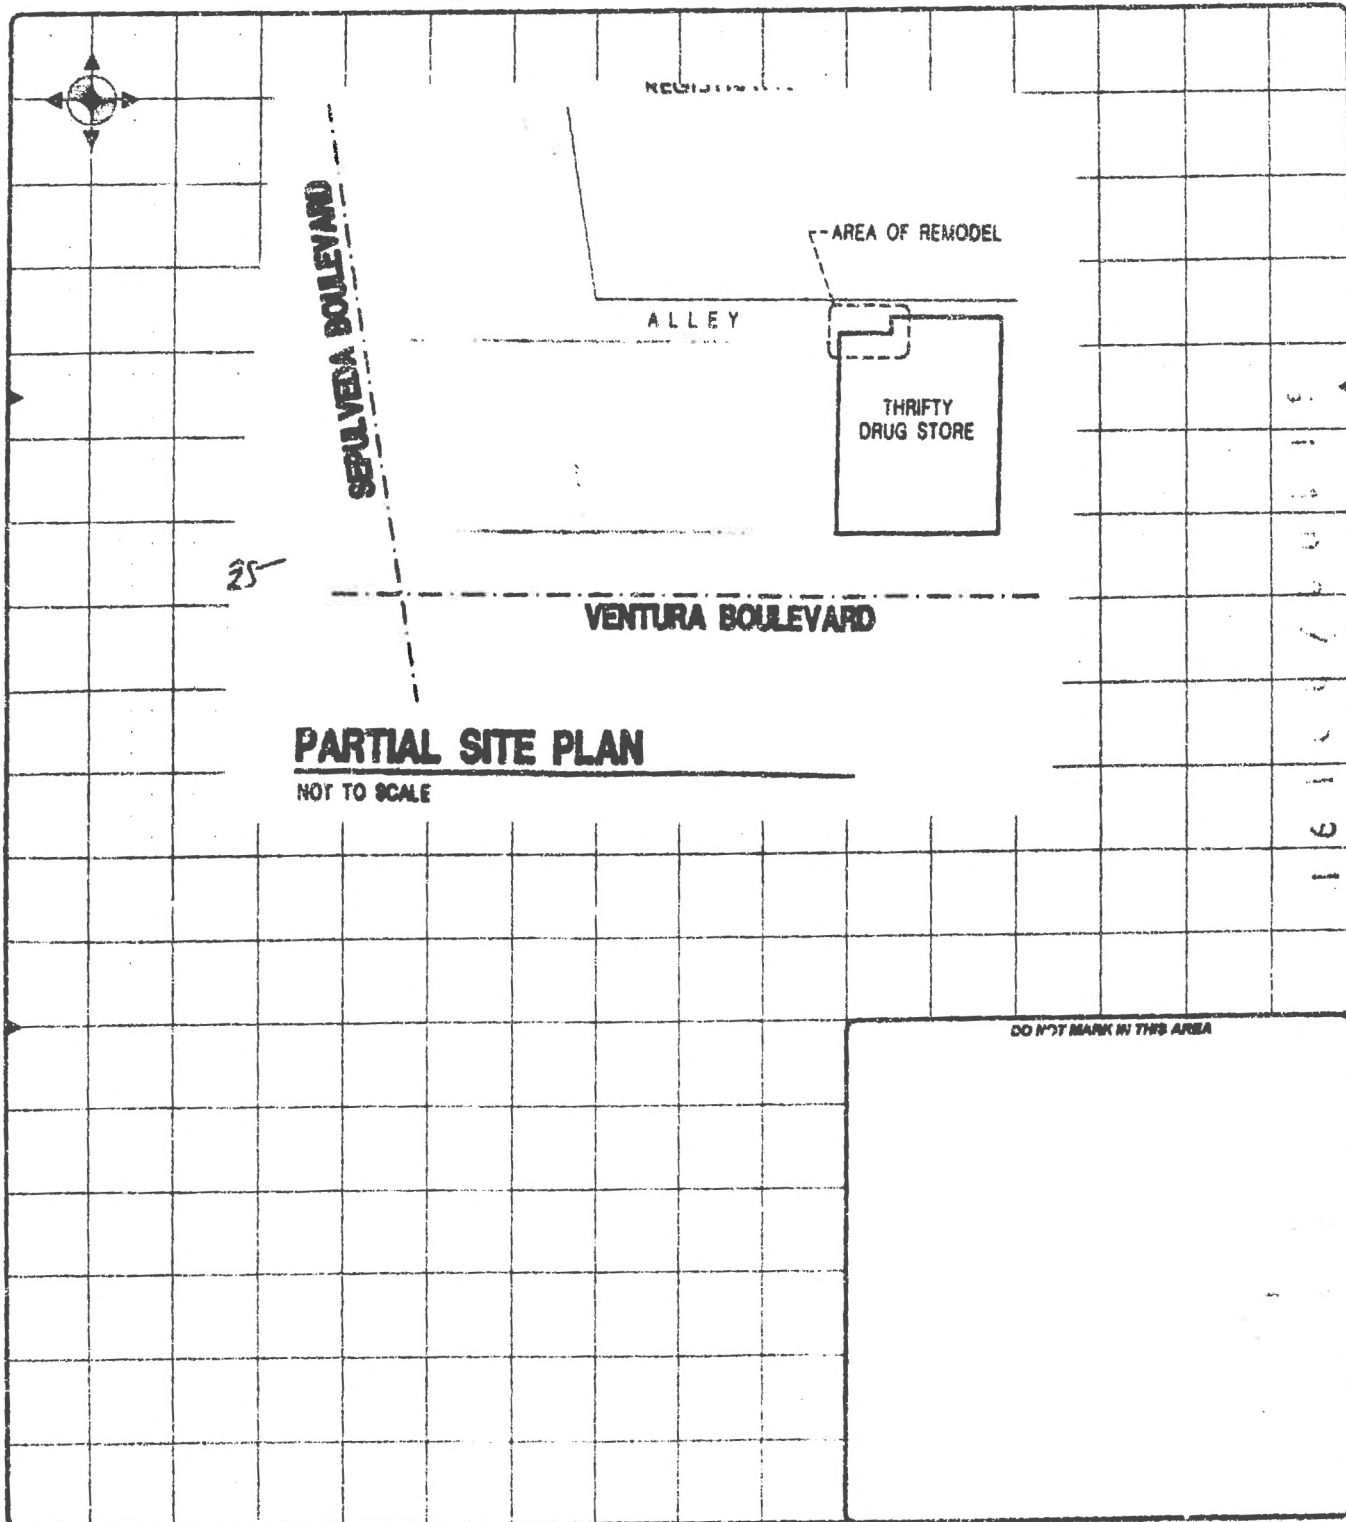 AREA OF REMODEL
SEPULVEDA BOULEVARD
ALLEY
THRIFTY
DRUG STORE
25
VENTURA BOULEVARD
PARTIAL SITE PLAN
NOT TO SCALE
DO NOT MARK IN THIS AREA